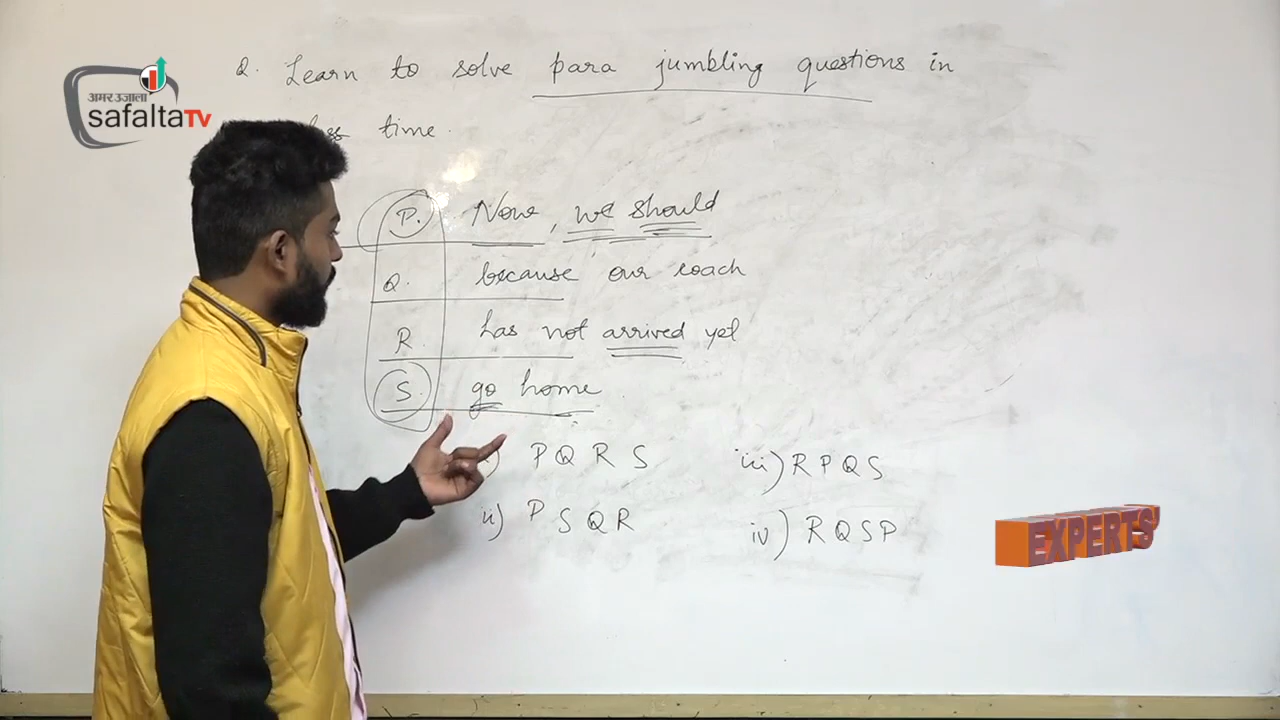 अमर उजाला
safalta TV
Q. Learn to solve para jumbling questions in
less time.
P. Now, we should
Q. because our coach
R. has not arrived yet
S. go home
i) P Q R S
iii) R P Q S
ii) P S Q R
iv) R Q S P
EXPERTS'